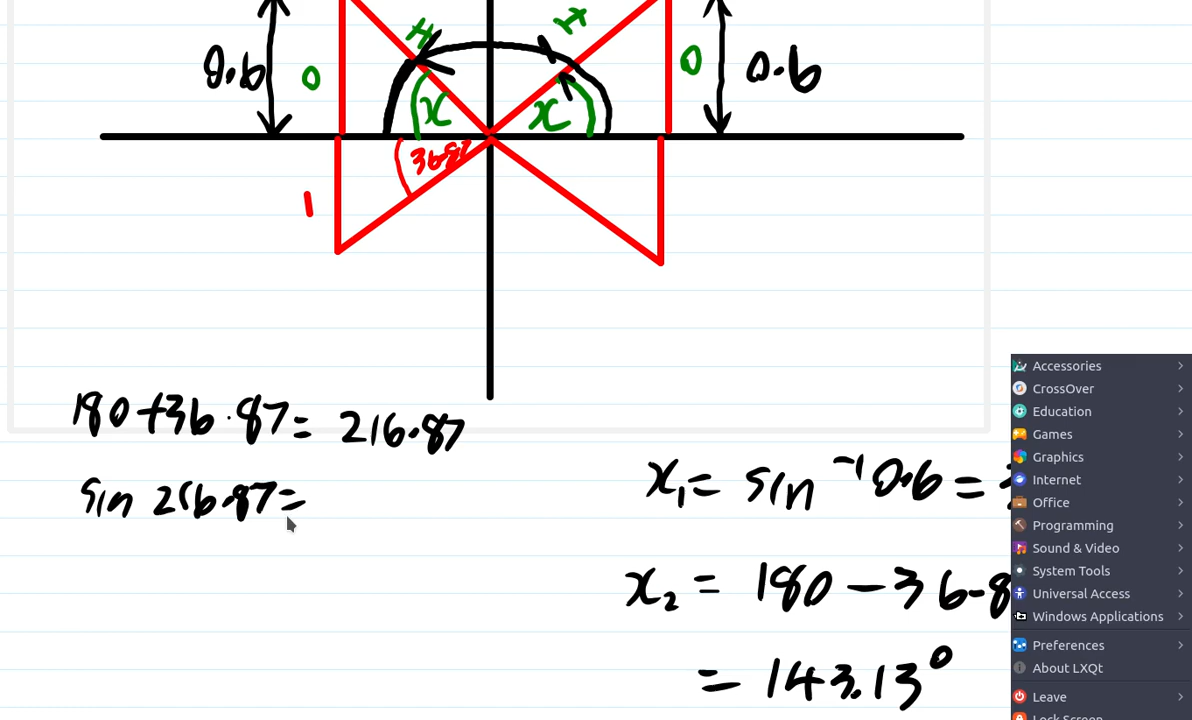 H H
0.6 0 0 0.6
x x
36.87
1
180+36.87= 216.87
sin 216.87=
x₁= sin⁻¹0.6=
x₂ = 180-36.8
= 143.13°
Accessories
CrossOver
Education
Games
Graphics
Internet
Office
Programming
Sound & Video
System Tools
Universal Access
Windows Applications
Preferences
About LXQt
Leave
Lock Screen